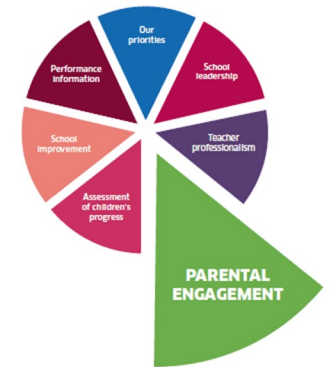 Our
priorities
School
leadership
Teacher
professionalism
PARENTAL
ENGAGEMENT
Assessment
of children's
progress
School
improvement
Performance
information